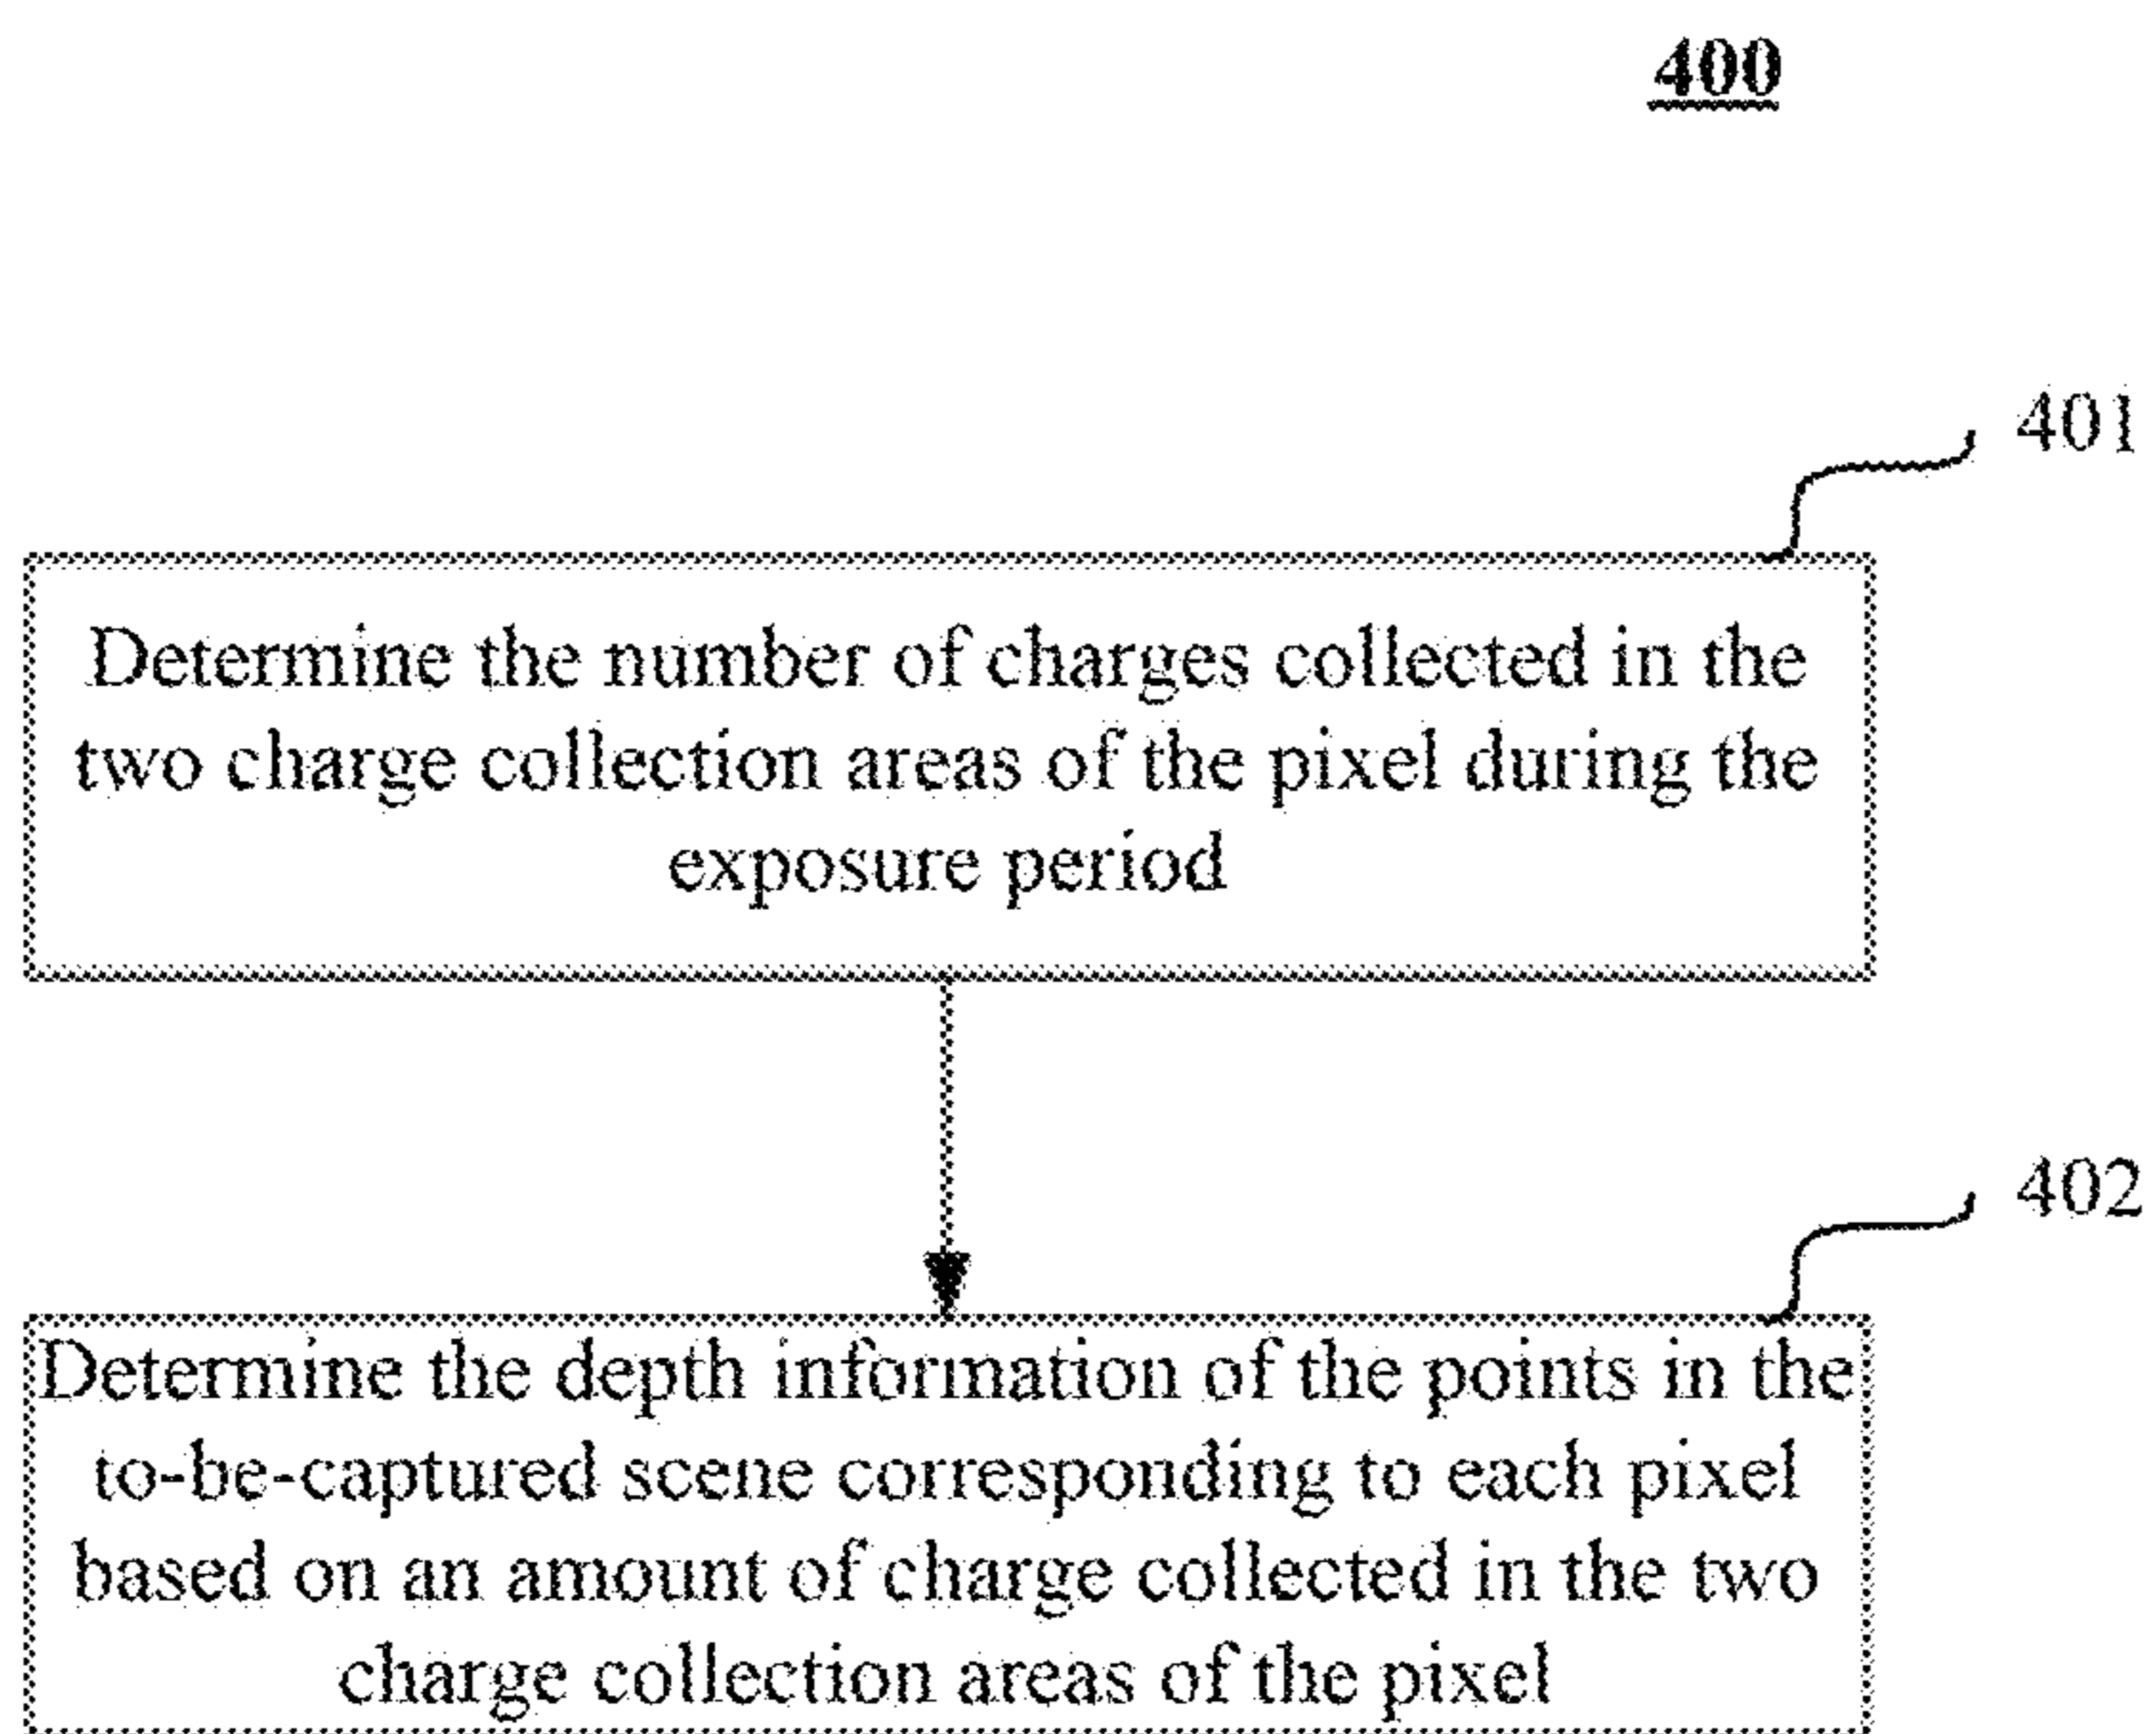 400
401
Determine the number of charges collected in the
two charge collection areas of the pixel during the
exposure period
402
Determine the depth information of the points in the
to-be-captured scene corresponding to each pixel
based on an amount of charge collected in the two
charge collection areas of the pixel